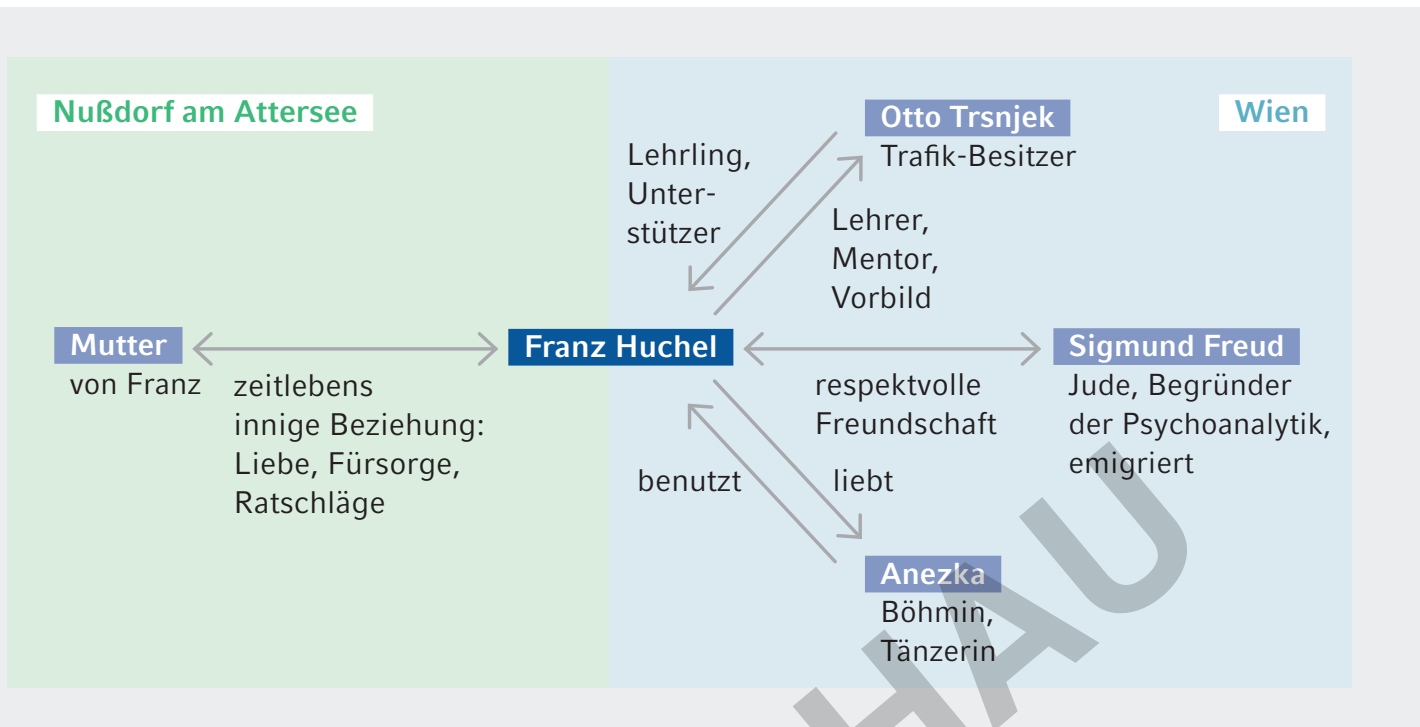 Nußdorf am Attersee
Wien
Otto Trsnjek
Trafik-Besitzer
Lehrling,
Unter-
stützer
Lehrer,
Mentor,
Vorbild
Mutter
von Franz
zeitlebens
innige Beziehung:
Liebe, Fürsorge,
Ratschläge
Franz Huchel
respektvolle
Freundschaft
Sigmund Freud
Jude, Begründer
der Psychoanalytik,
emigriert
benutzt
liebt
Anezka
Böhmin,
Tänzerin
HAU